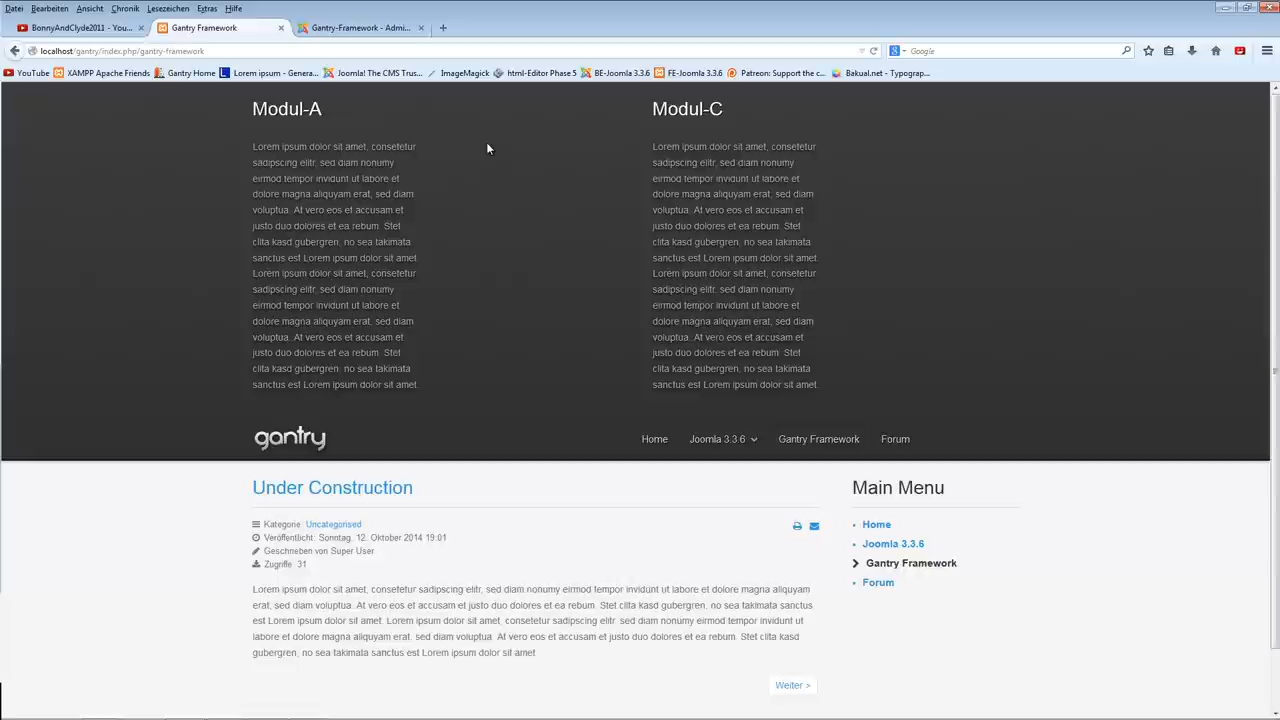 Datei Bearbeiten Ansicht Chronik Lesezeichen Extras Hilfe
BonnyAndClyde2011 - You...
Gantry Framework
Gantry-Framework - Admi...
localhost/gantry/index.php/gantry-framework
Google
YouTube XAMPP Apache Friends Gantry Home Lorem ipsum - Genera... Joomla! The CMS Trus... ImageMagick html-Editor Phase 5 BE-Joomla 3.3.6 FE-Joomla 3.3.6 Patreon: Support the c... Bakual.net - Typograp...
Modul-A
Lorem ipsum dolor sit amet, consetetur
sadipscing elitr, sed diam nonumy
eirmod tempor invidunt ut labore et
dolore magna aliquyam erat, sed diam
voluptua. At vero eos et accusam et
justo duo dolores et ea rebum. Stet
clita kasd gubergren, no sea takimata
sanctus est Lorem ipsum dolor sit amet.
Lorem ipsum dolor sit amet, consetetur
sadipscing elitr, sed diam nonumy
eirmod tempor invidunt ut labore et
dolore magna aliquyam erat, sed diam
voluptua. At vero eos et accusam et
justo duo dolores et ea rebum. Stet
clita kasd gubergren, no sea takimata
sanctus est Lorem ipsum dolor sit amet.
Modul-C
Lorem ipsum dolor sit amet, consetetur
sadipscing elitr, sed diam nonumy
eirmod tempor invidunt ut labore et
dolore magna aliquyam erat, sed diam
voluptua. At vero eos et accusam et
justo duo dolores et ea rebum. Stet
clita kasd gubergren, no sea takimata
sanctus est Lorem ipsum dolor sit amet.
Lorem ipsum dolor sit amet, consetetur
sadipscing elitr, sed diam nonumy
eirmod tempor invidunt ut labore et
dolore magna aliquyam erat, sed diam
voluptua. At vero eos et accusam et
justo duo dolores et ea rebum. Stet
clita kasd gubergren, no sea takimata
sanctus est Lorem ipsum dolor sit amet.
gantry
Home Joomla 3.3.6 Gantry Framework Forum
Under Construction
Kategorie: Uncategorised
Veröffentlicht: Sonntag, 12. Oktober 2014 19:01
Geschrieben von Super User
Zugriffe: 31
Lorem ipsum dolor sit amet, consetetur sadipscing elitr, sed diam nonumy eirmod tempor invidunt ut labore et dolore magna aliquyam
erat, sed diam voluptua. At vero eos et accusam et justo duo dolores et ea rebum. Stet clita kasd gubergren, no sea takimata sanctus
est Lorem ipsum dolor sit amet. Lorem ipsum dolor sit amet, consetetur sadipscing elitr, sed diam nonumy eirmod tempor invidunt ut
labore et dolore magna aliquyam erat, sed diam voluptua. At vero eos et accusam et justo duo dolores et ea rebum. Stet clita kasd
gubergren, no sea takimata sanctus est Lorem ipsum dolor sit amet.
Weiter >
Main Menu
Home
Joomla 3.3.6
Gantry Framework
Forum